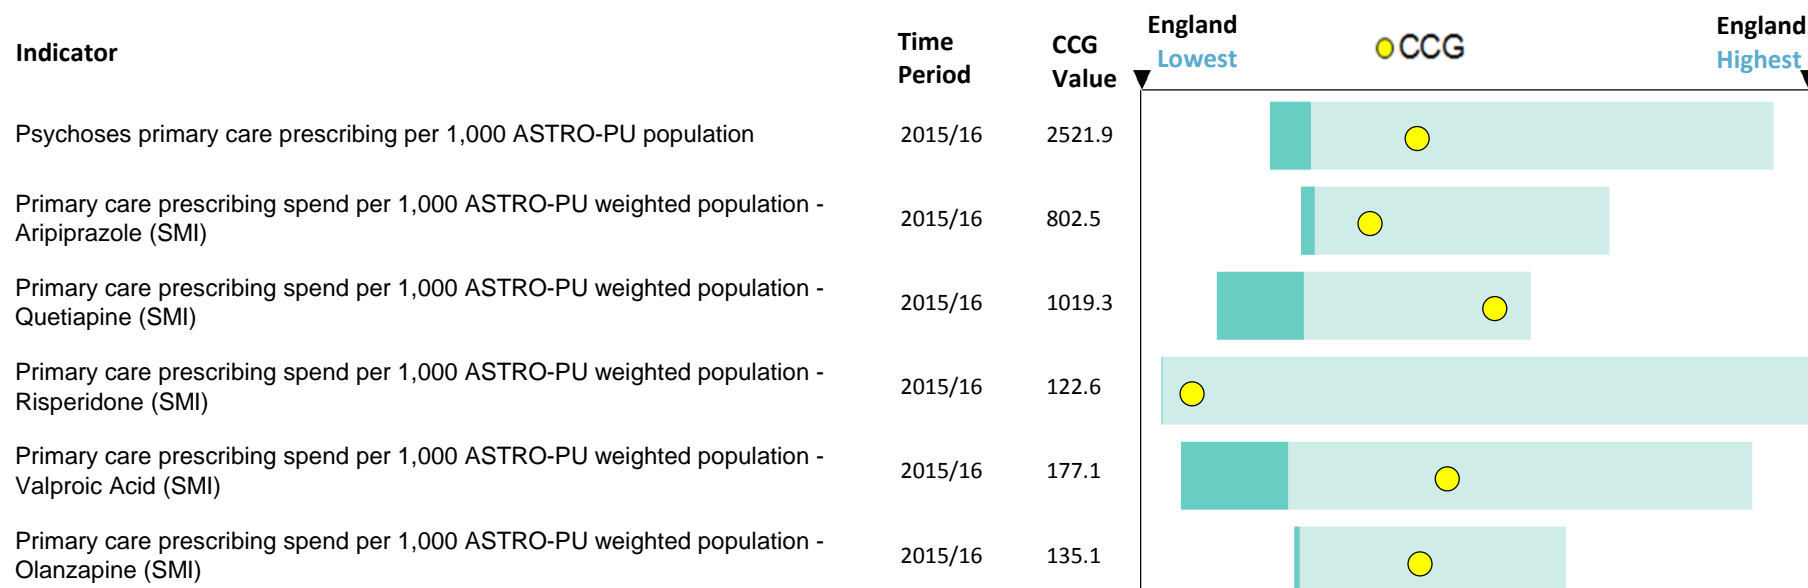 Indicator
Time
Period
CCG
Value
England
Lowest
CCG
England
Highest
Psychoses primary care prescribing per 1,000 ASTRO-PU population
2015/16
2521.9
Primary care prescribing spend per 1,000 ASTRO-PU weighted population -
Aripiprazole (SMI)
2015/16
802.5
Primary care prescribing spend per 1,000 ASTRO-PU weighted population -
Quetiapine (SMI)
2015/16
1019.3
Primary care prescribing spend per 1,000 ASTRO-PU weighted population -
Risperidone (SMI)
2015/16
122.6
Primary care prescribing spend per 1,000 ASTRO-PU weighted population -
Valproic Acid (SMI)
2015/16
177.1
Primary care prescribing spend per 1,000 ASTRO-PU weighted population -
Olanzapine (SMI)
2015/16
135.1